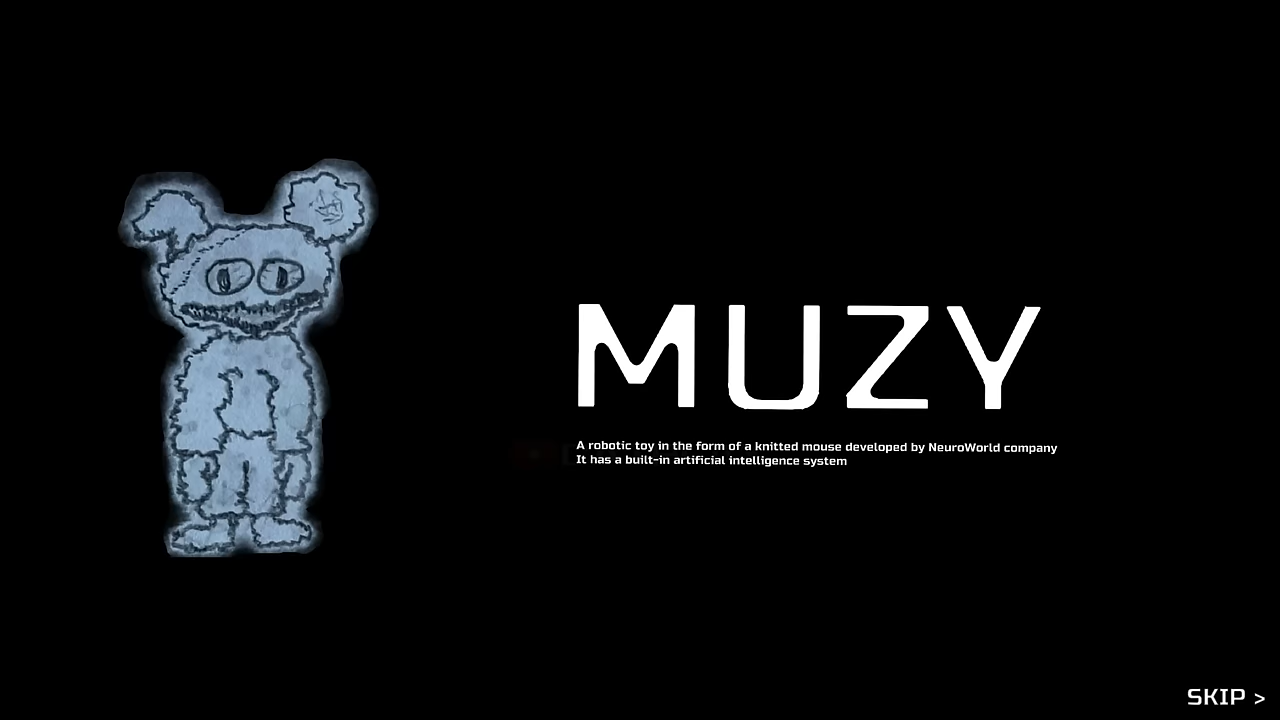 MUZY
A robotic toy in the form of a knitted mouse developed by NeuroWorld company
It has a built-in artificial intelligence system
SKIP >